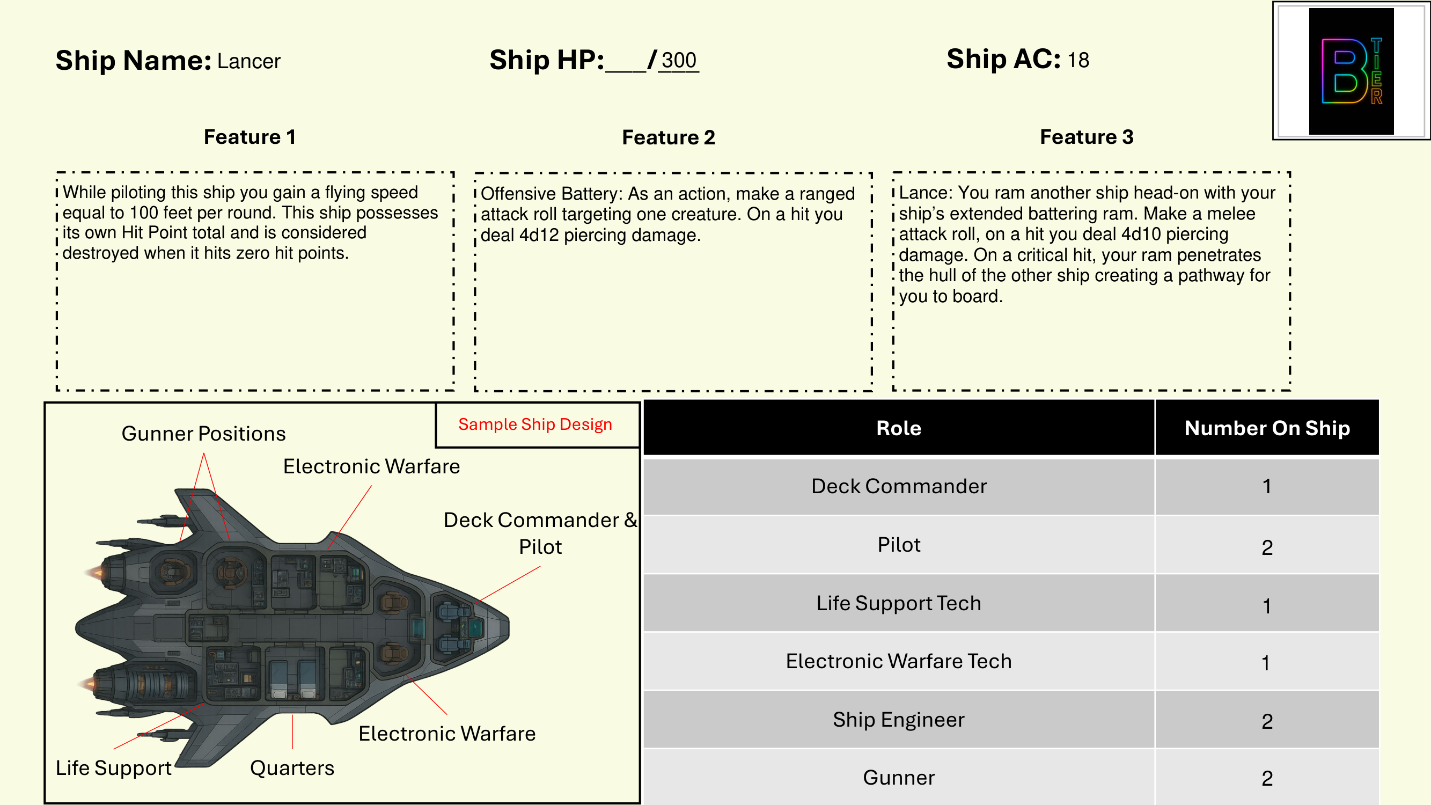 Ship Name: Lancer
Ship HP:___/300
Ship AC: 18
B TIER
Feature 1
Feature 2
Feature 3
While piloting this ship you gain a flying speed
equal to 100 feet per round. This ship possesses
its own Hit Point total and is considered
destroyed when it hits zero hit points.
Offensive Battery: As an action, make a ranged
attack roll targeting one creature. On a hit you
deal 4d12 piercing damage.
Lance: You ram another ship head-on with your
ship’s extended battering ram. Make a melee
attack roll, on a hit you deal 4d10 piercing
damage. On a critical hit, your ram penetrates
the hull of the other ship creating a pathway for
you to board.
Sample Ship Design
Gunner Positions
Electronic Warfare
Deck Commander &
Pilot
Electronic Warfare
Life Support
Quarters
Role Number On Ship
Deck Commander 1
Pilot 2
Life Support Tech 1
Electronic Warfare Tech 1
Ship Engineer 2
Gunner 2